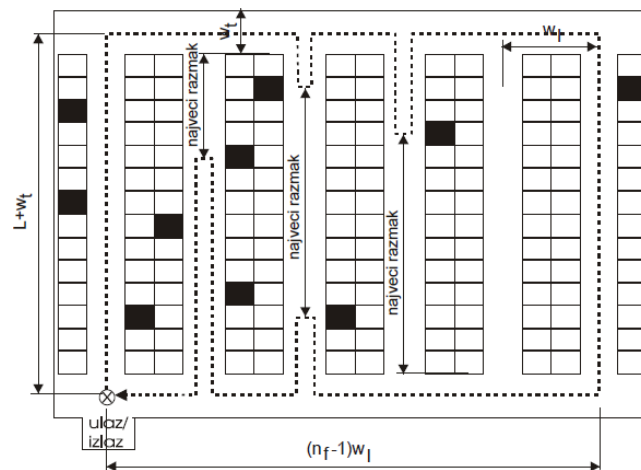 w_t
w_l
najveci razmak
najveci razmak
najveci razmak
L+w_t
ulaz/
izlaz
(n_f-1)w_l